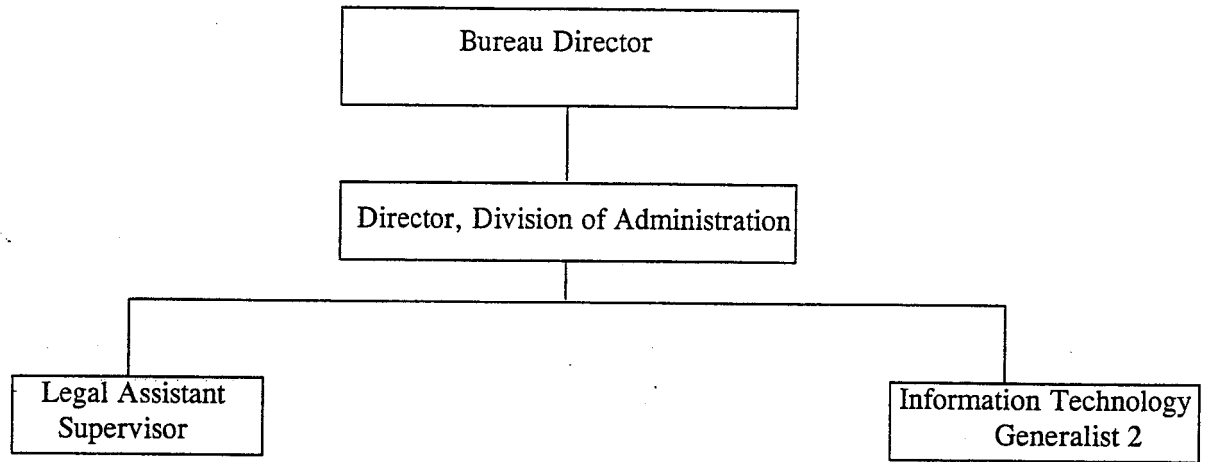 Bureau Director
Director, Division of Administration
Legal Assistant
Supervisor
Information Technology
Generalist 2